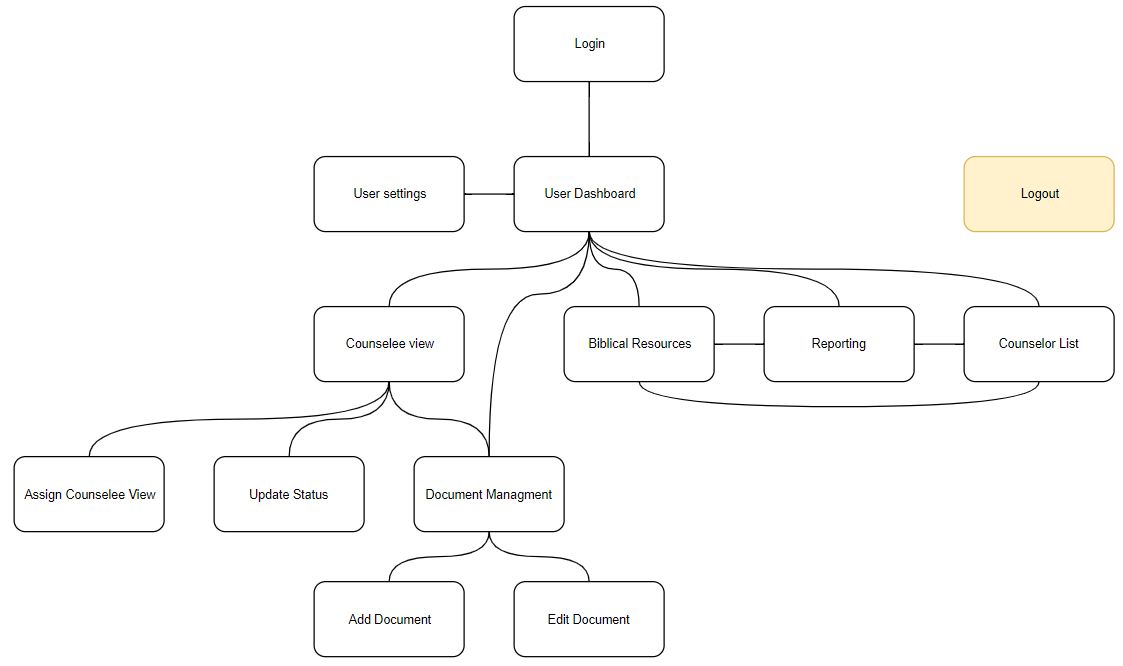 Login
User settings
User Dashboard
Logout
Counselee view
Biblical Resources
Reporting
Counselor List
Assign Counselee View
Update Status
Document Managment
Add Document
Edit Document